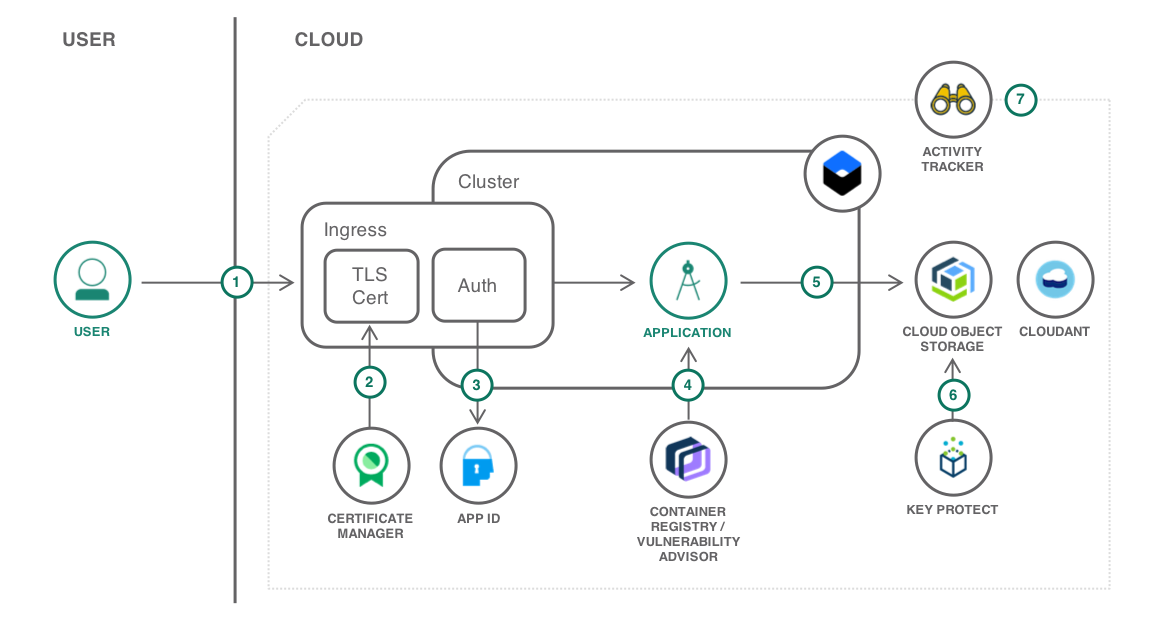 USER
CLOUD
7
ACTIVITY
TRACKER
Cluster
Ingress
TLS
Cert
Auth
1
5
USER
APPLICATION
CLOUD OBJECT
STORAGE
CLOUDANT
2
3
4
6
CERTIFICATE
MANAGER
APP ID
CONTAINER
REGISTRY /
VULNERABILITY
ADVISOR
KEY PROTECT